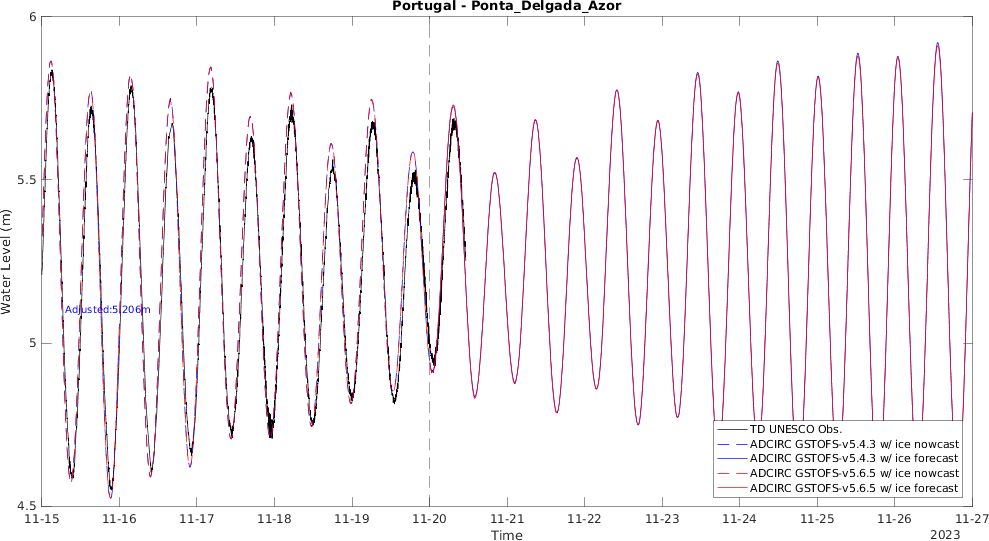 Portugal - Ponta_Delgada_Azor
6
5.5
5
4.5
Water Level (m)
Adjusted:5.206m
TD UNESCO Obs.
ADCIRC GSTOFS-v5.4.3 w/ ice nowcast
ADCIRC GSTOFS-v5.4.3 w/ ice forecast
ADCIRC GSTOFS-v5.6.5 w/ ice nowcast
ADCIRC GSTOFS-v5.6.5 w/ ice forecast
11-15 11-16 11-17 11-18 11-19 11-20 11-21 11-22 11-23 11-24 11-25 11-26 11-27
Time
2023